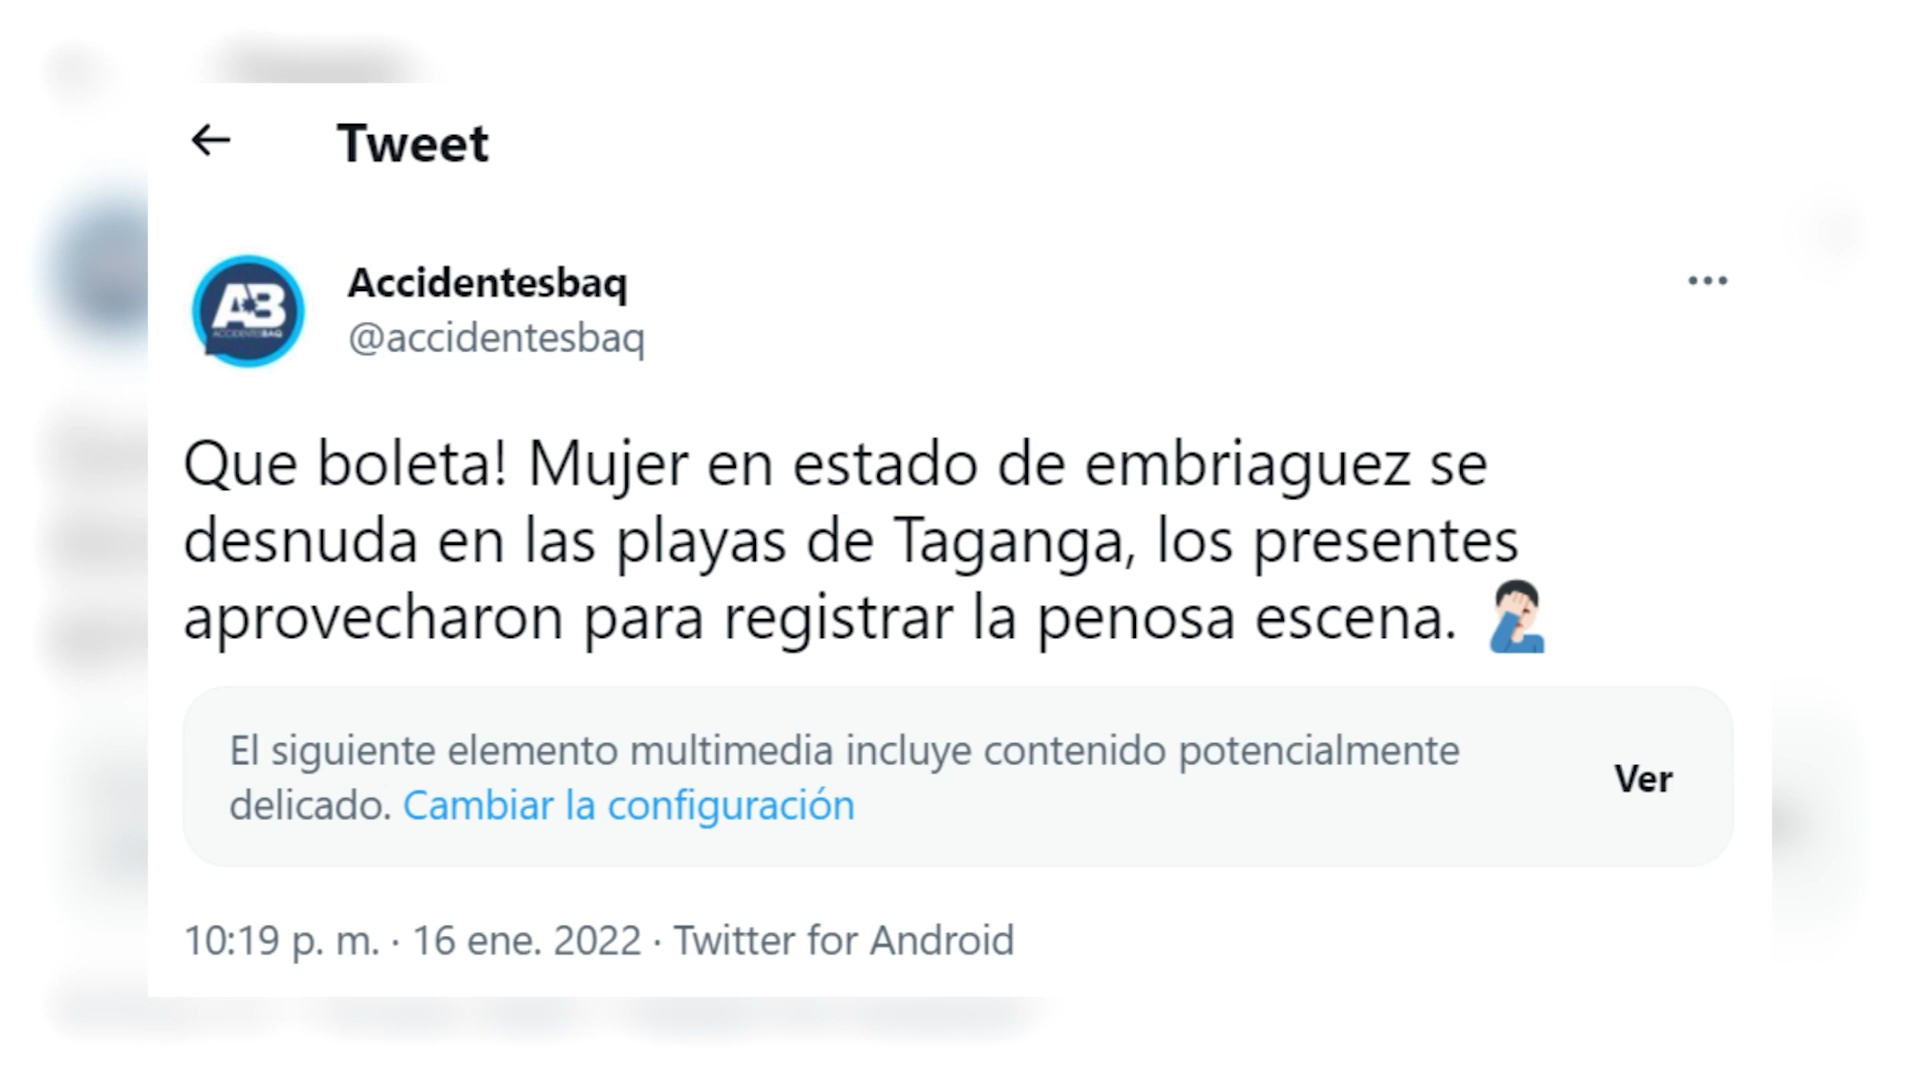 Tweet
AB
ACCIDENTESBAQ
Accidentesbaq
@accidentesbaq
Que boleta! Mujer en estado de embriaguez se
desnuda en las playas de Taganga, los presentes
aprovecharon para registrar la penosa escena. 🤦🏻‍♂️
El siguiente elemento multimedia incluye contenido potencialmente
delicado. Cambiar la configuración
Ver
10:19 p. m. · 16 ene. 2022 · Twitter for Android